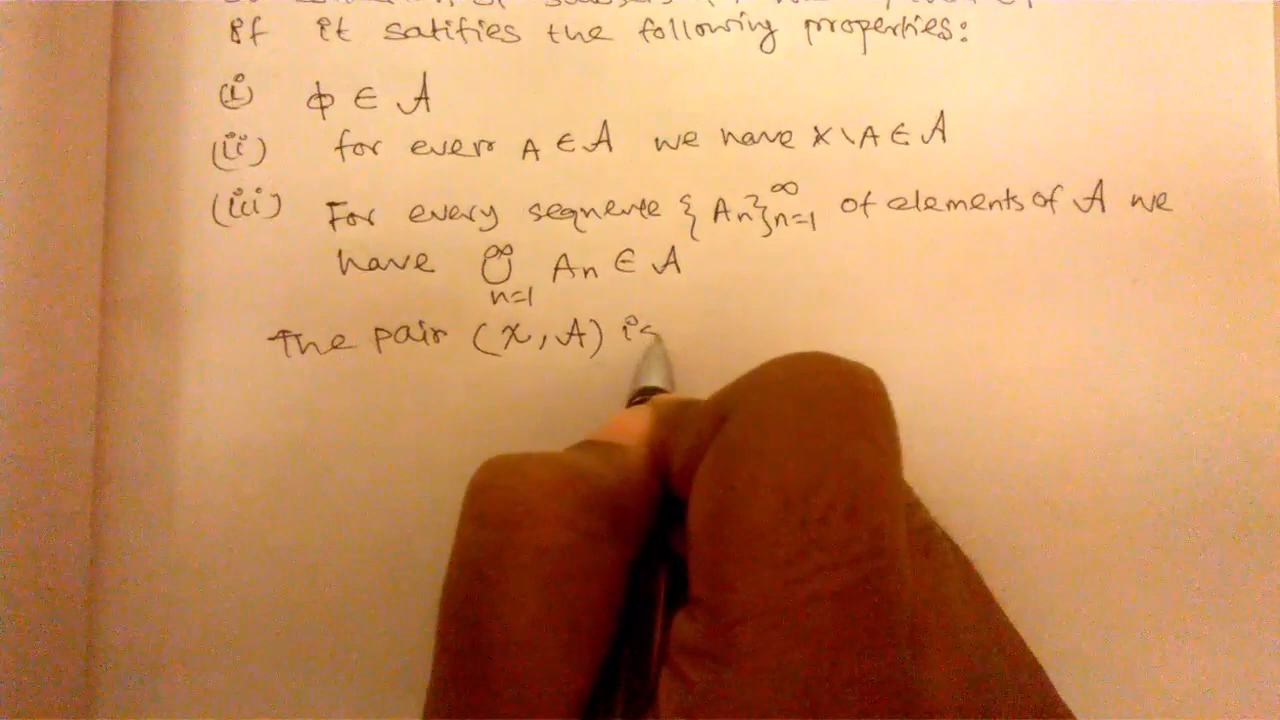 if it satifies the following properties:
(i) ϕ ∈ A
(ii) for everr A ∈ A we have X \ A ∈ A
(iii) For every sequence { An}∞n=1 of elements of A we
have ∞⋃n=1 An ∈ A
The pair (X, A) is